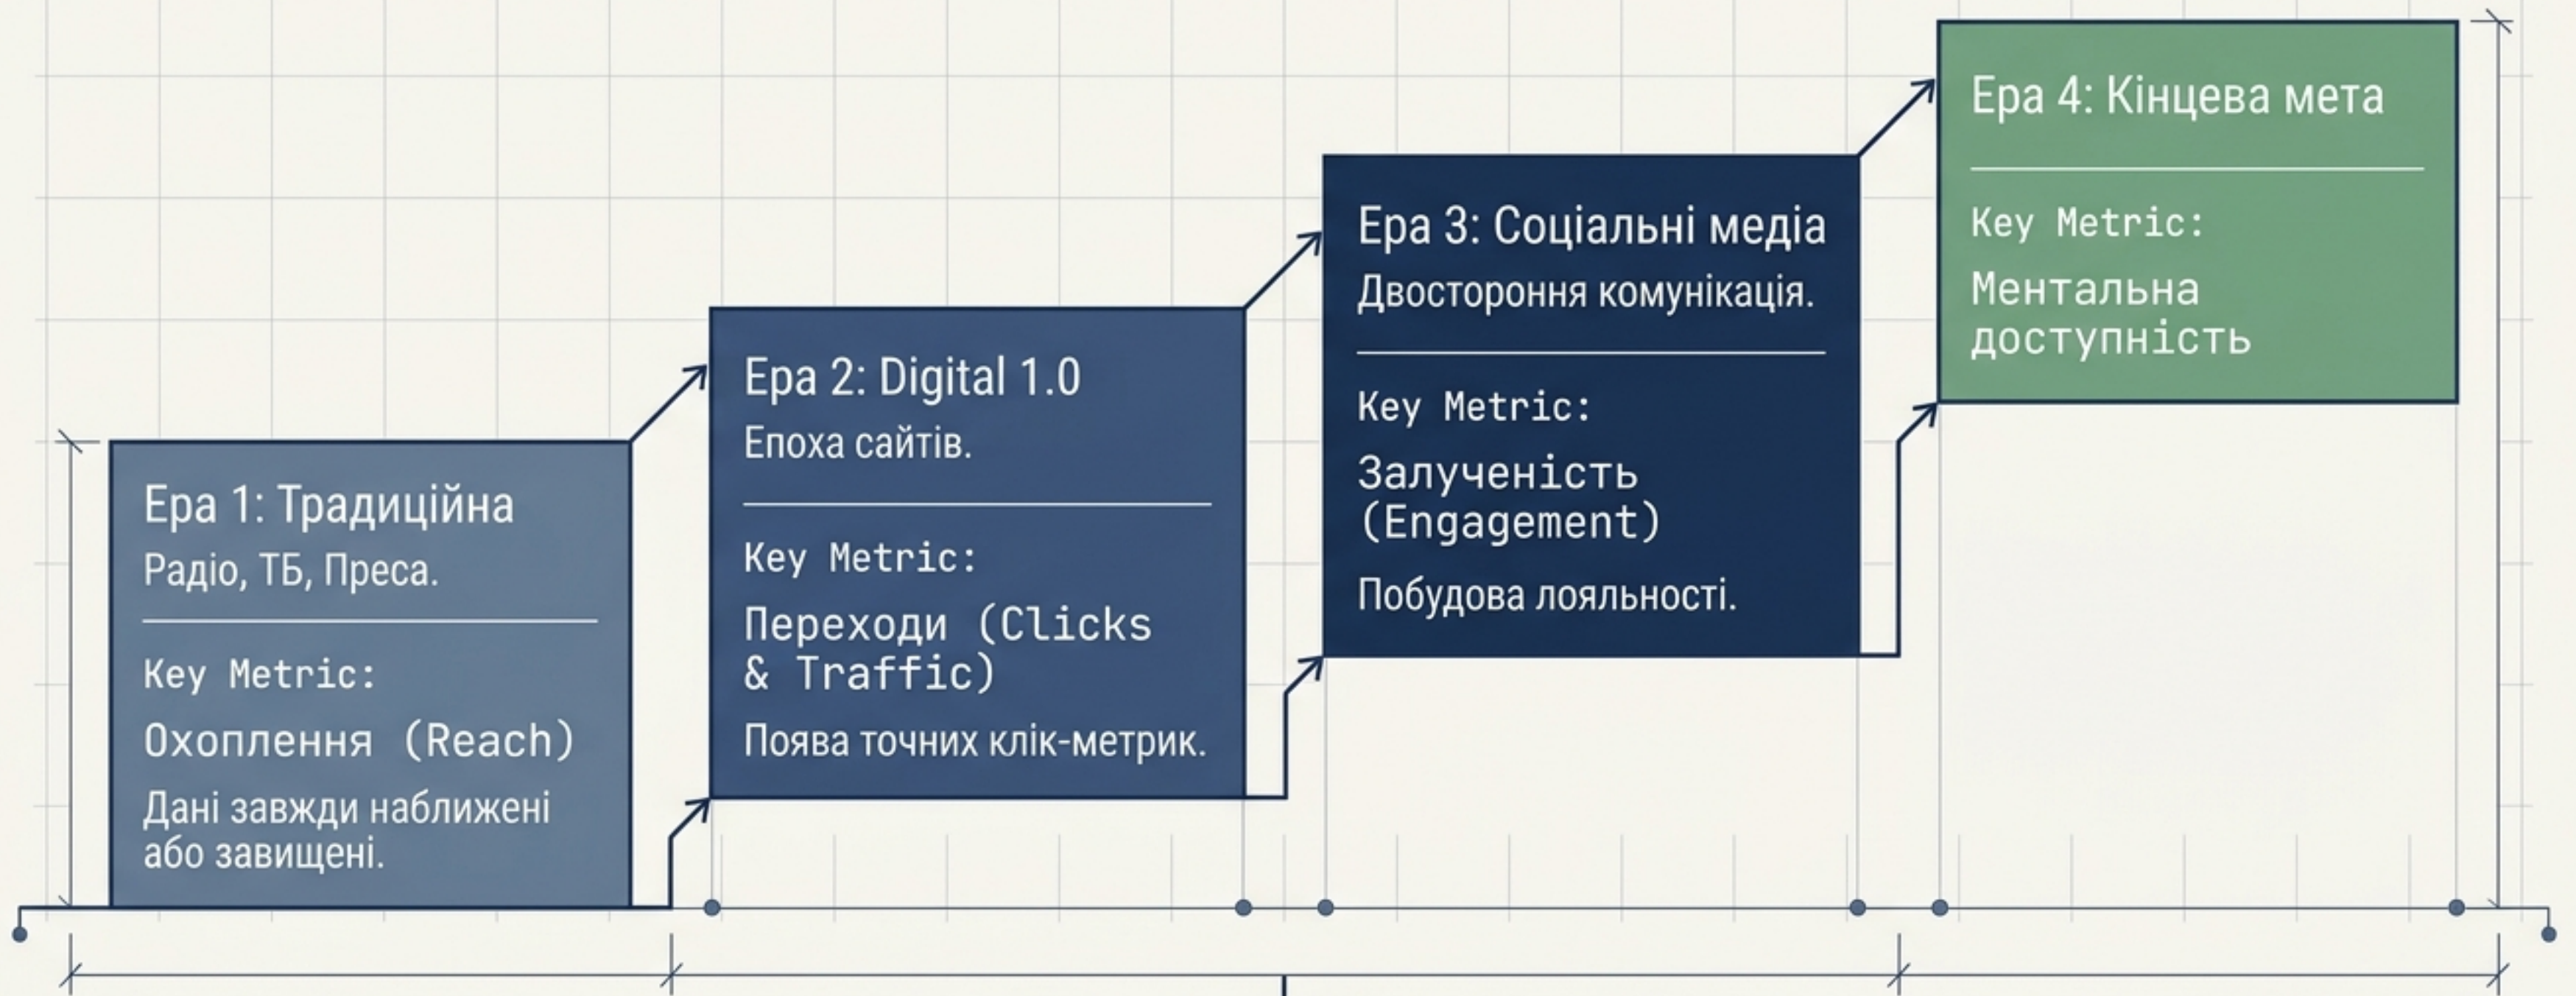 Ера 1: Традиційна
Радіо, ТБ, Преса.
Key Metric:
Охоплення (Reach)
Дані завжди наближені
або завищені.
Ера 2: Digital 1.0
Епоха сайтів.
Key Metric:
Переходи (Clicks
& Traffic)
Поява точних клік-метрик.
Ера 3: Соціальні медіа
Двостороння комунікація.
Key Metric:
Залученість
(Engagement)
Побудова лояльності.
Ера 4: Кінцева мета
Key Metric:
Ментальна
доступність